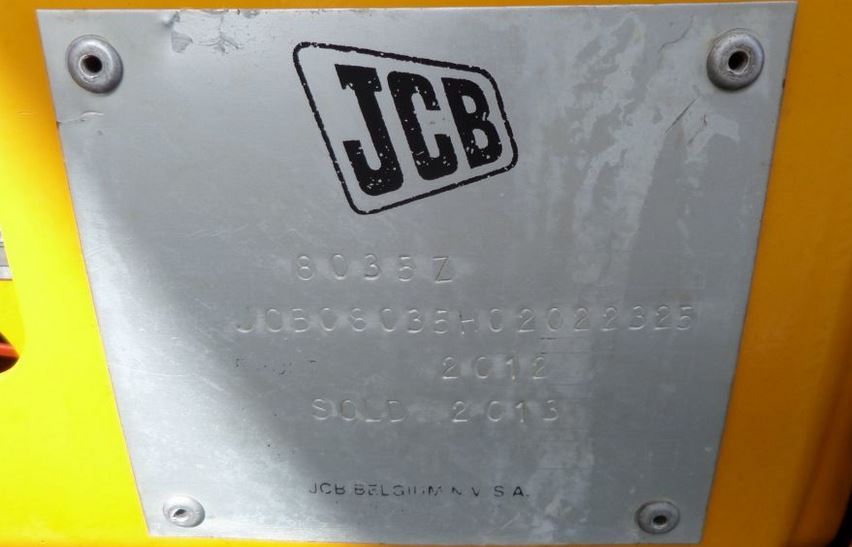 JCB
8035Z
JCB08035H02022325
2012
SOLD 2013
JCB BELGIUM N.V. S.A.